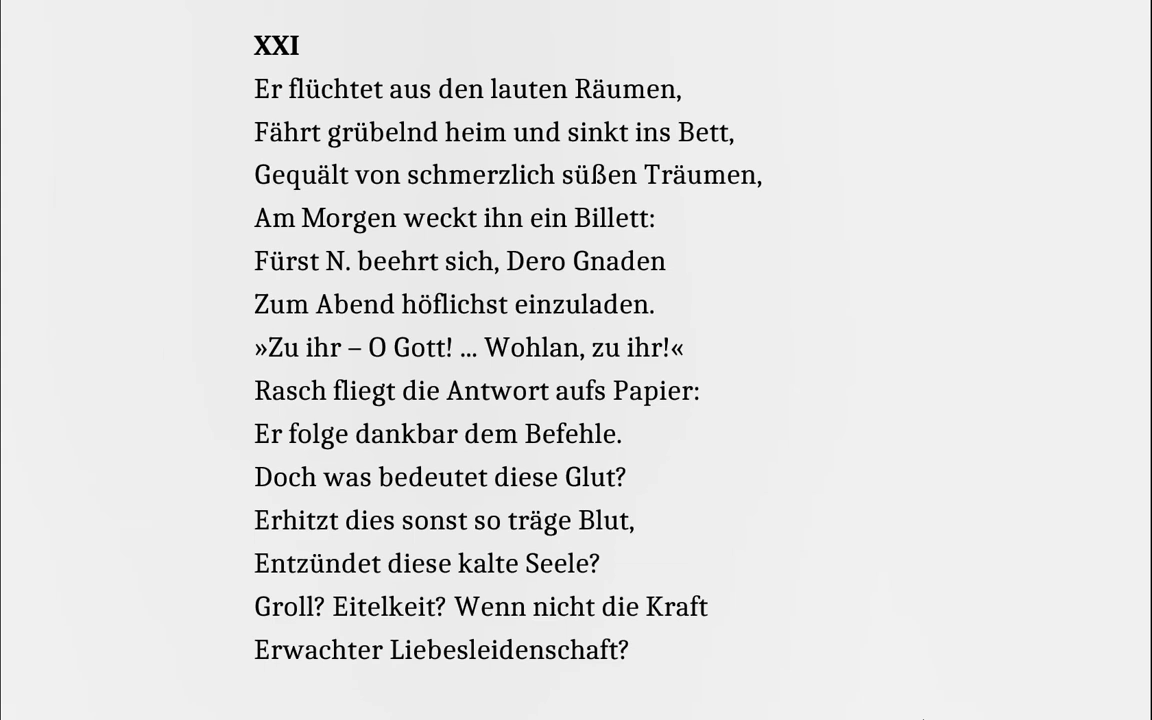 XXI
Er flüchtet aus den lauten Räumen,
Fährt grübelnd heim und sinkt ins Bett,
Gequält von schmerzlich süßen Träumen,
Am Morgen weckt ihn ein Billett:
Fürst N. beehrt sich, Dero Gnaden
Zum Abend höflichst einzuladen.
»Zu ihr – O Gott! ... Wohlan, zu ihr!«
Rasch fliegt die Antwort aufs Papier:
Er folge dankbar dem Befehle.
Doch was bedeutet diese Glut?
Erhitzt dies sonst so träge Blut,
Entzündet diese kalte Seele?
Groll? Eitelkeit? Wenn nicht die Kraft
Erwachter Liebesleidenschaft?